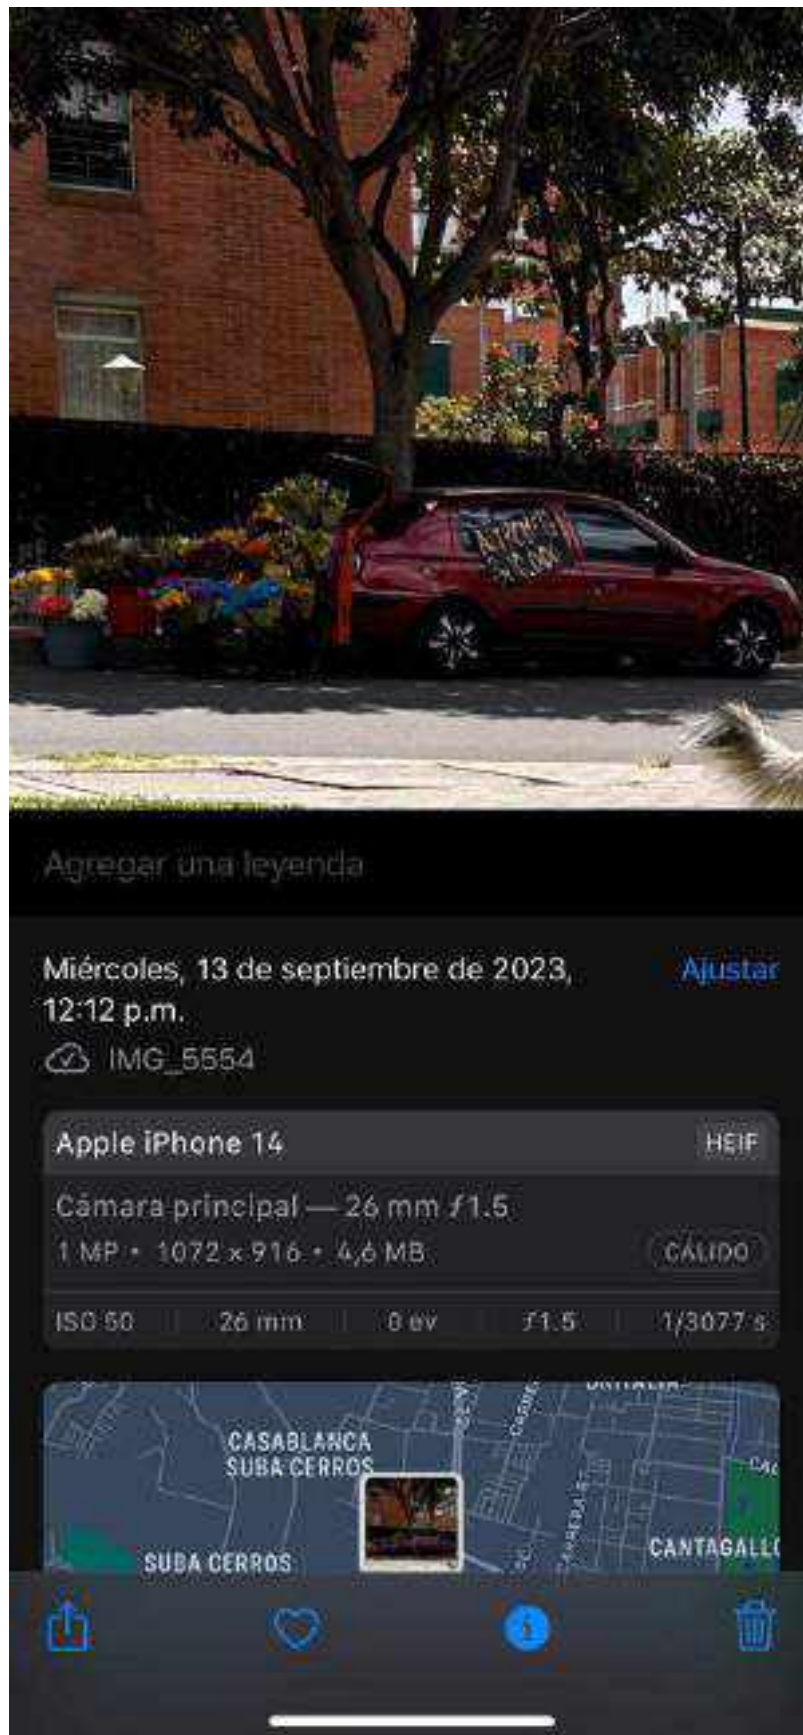 Agregar una leyenda
Miércoles, 13 de septiembre de 2023,
12:12 p.m.
Ajustar
IMG_5554
Apple iPhone 14
HEIF
Cámara principal — 26 mm ƒ1.5
1 MP • 1072 x 916 • 4,6 MB
CÁLIDO
ISO 50
26 mm
0 ev
ƒ1.5
1/3077 s
CASABLANCA
SUBA CERROS
SUBA CERROS
CANTAGALLO